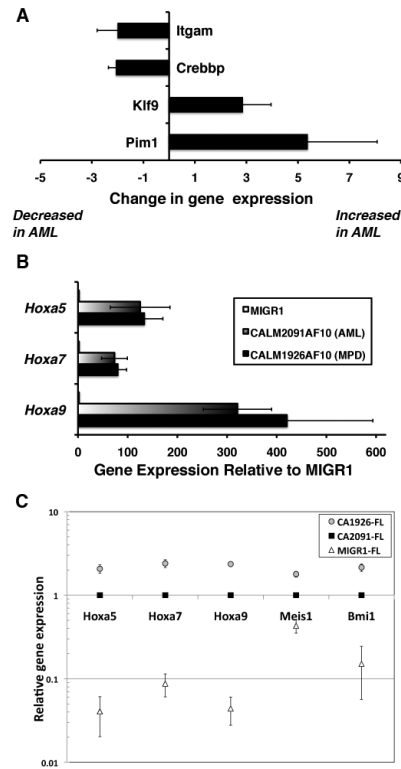 A
Itgam
Crebbp
Klf9
Pim1
-5 -3 -1 1 3 5 7 9
Change in gene expression
Decreased
in AML
Increased
in AML
B
Hoxa5
Hoxa7
Hoxa9
MIGR1
CALM2091AF10 (AML)
CALM1926AF10 (MPD)
0 100 200 300 400 500 600
Gene Expression Relative to MIGR1
C
Relative gene expression
10
1
0.1
0.01
CA1926-FL
CA2091-FL
MIGR1-FL
Hoxa5 Hoxa7 Hoxa9 Meis1 Bmi1